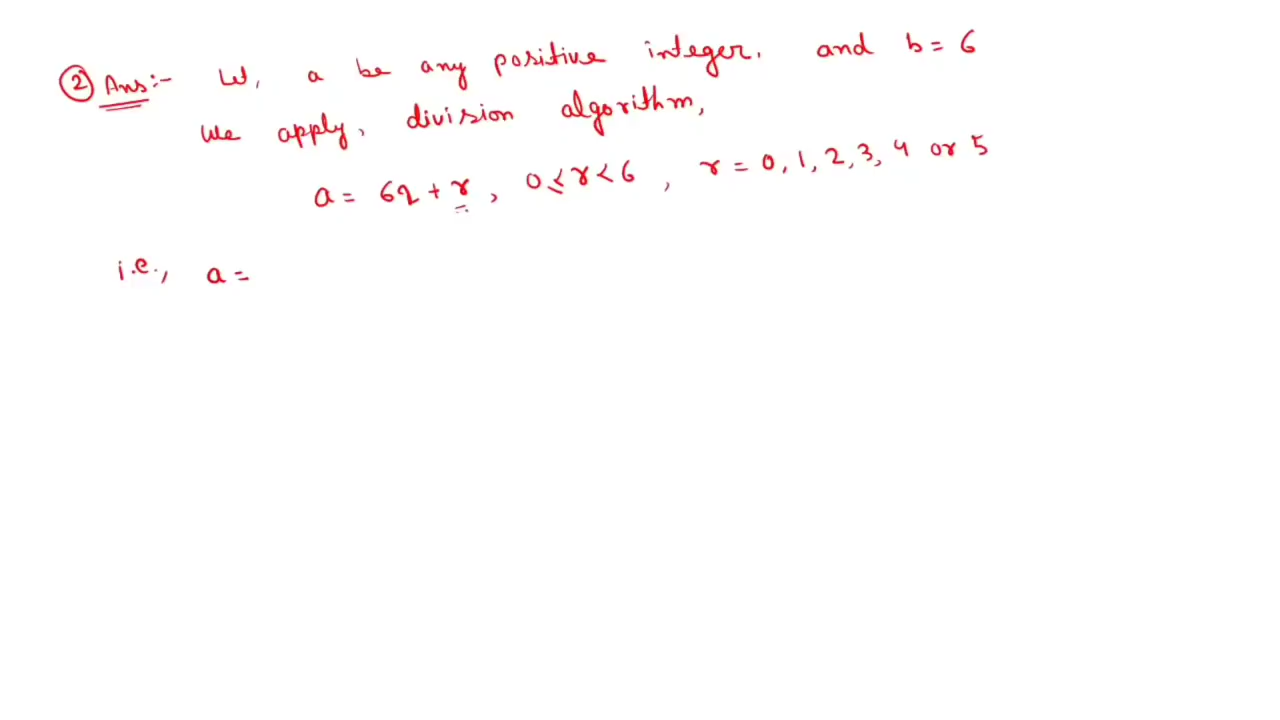 ② Ans:- Let, a be any positive integer. and b = 6
We apply, division algorithm,
a = 6q + r, 0 ≤ r < 6, r = 0, 1, 2, 3, 4 or 5
i.e., a =